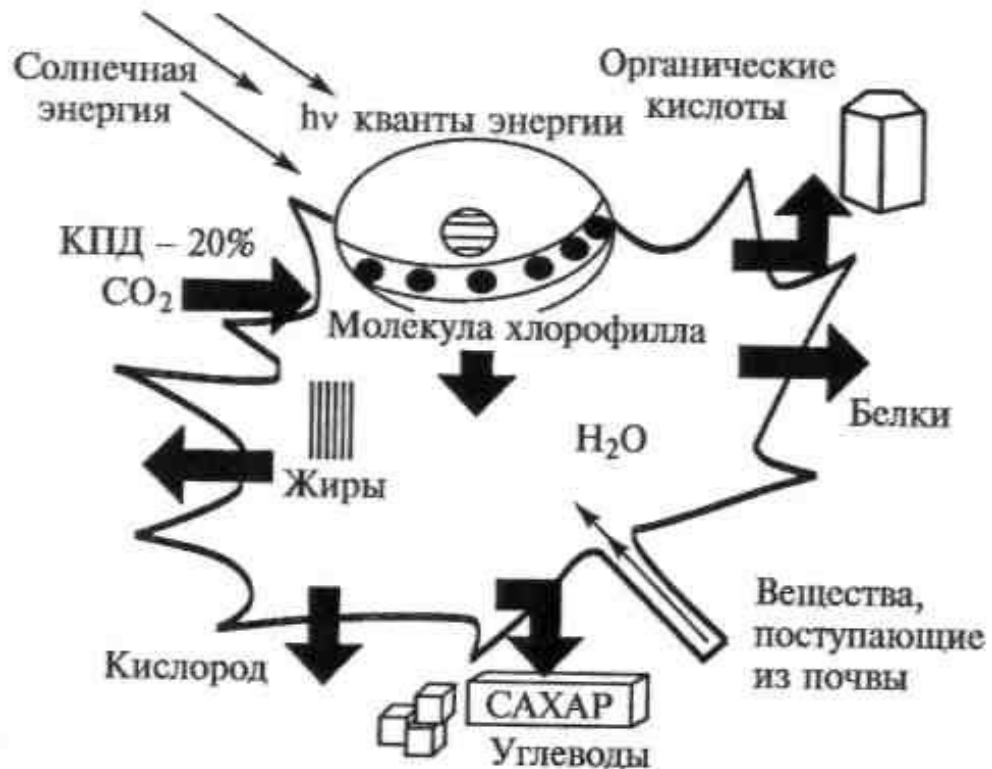 Солнечная
энергия
hν кванты энергии
Органические
кислоты
КПД – 20%
CO₂
Молекула хлорофилла
Белки
H₂O
Жиры
Вещества,
поступающие
из почвы
Кислород
САХАР
Углеводы